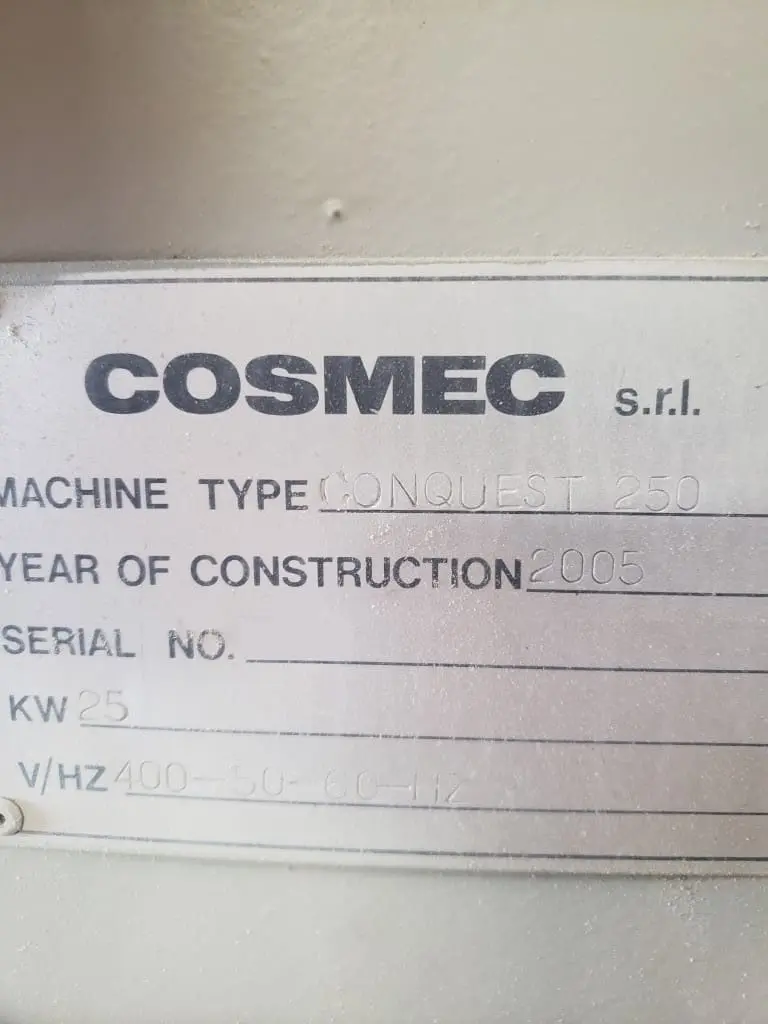 COSMEC s.r.l.
MACHINE TYPE CONQUEST 250
YEAR OF CONSTRUCTION 2005
SERIAL NO.
KW 25
V/HZ 400-50-60-HZ